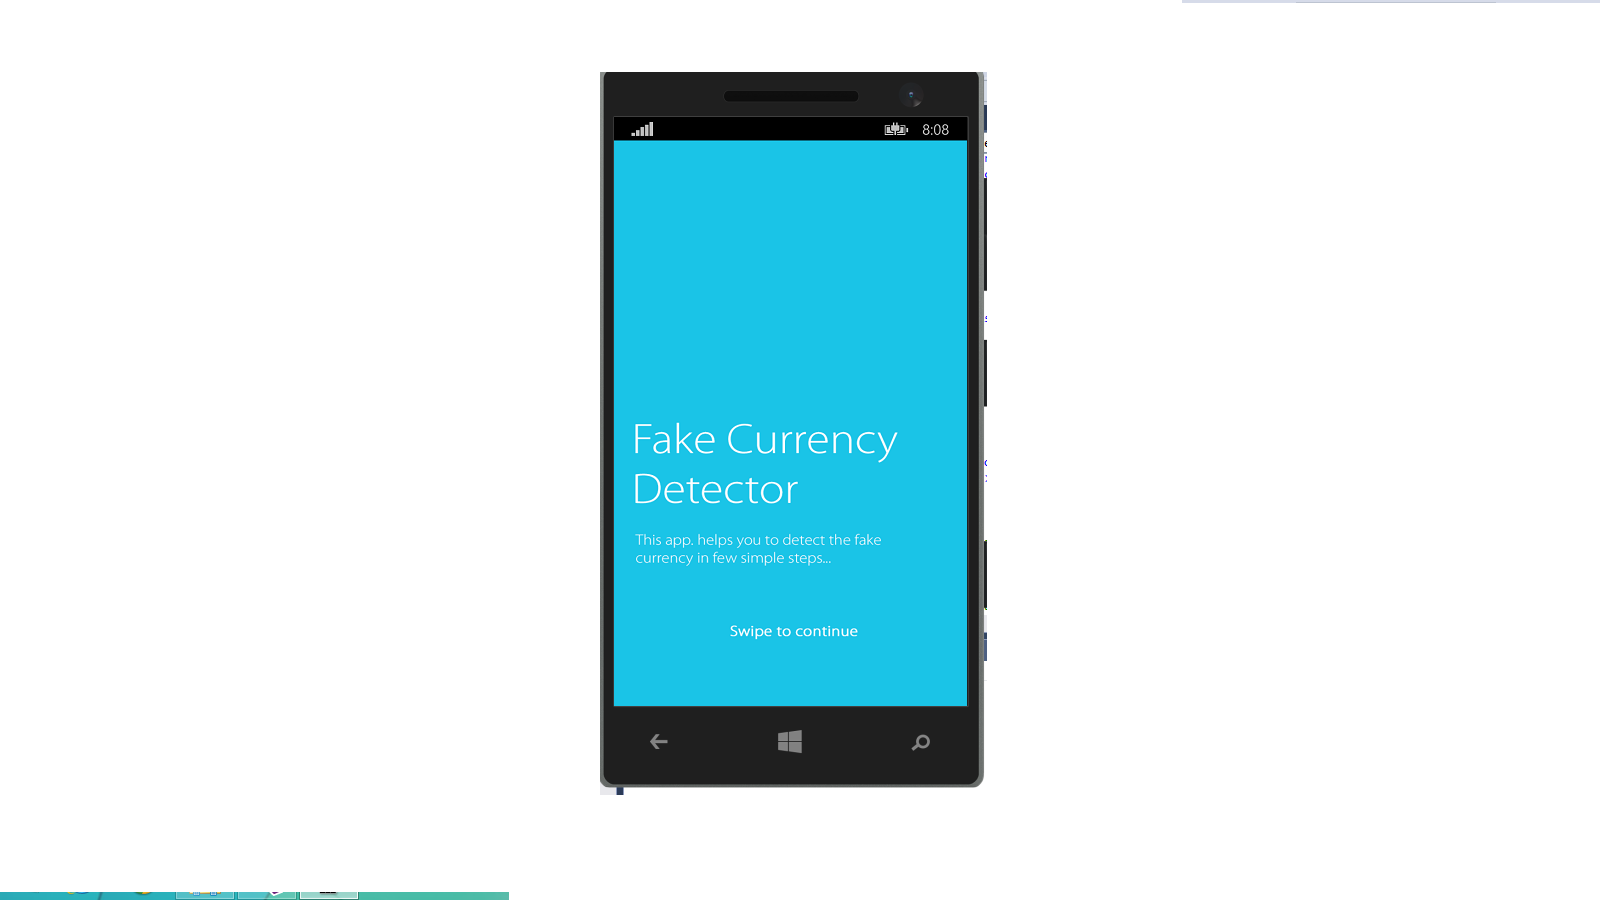 8:08
Fake Currency
Detector
This app. helps you to detect the fake
currency in few simple steps...
Swipe to continue